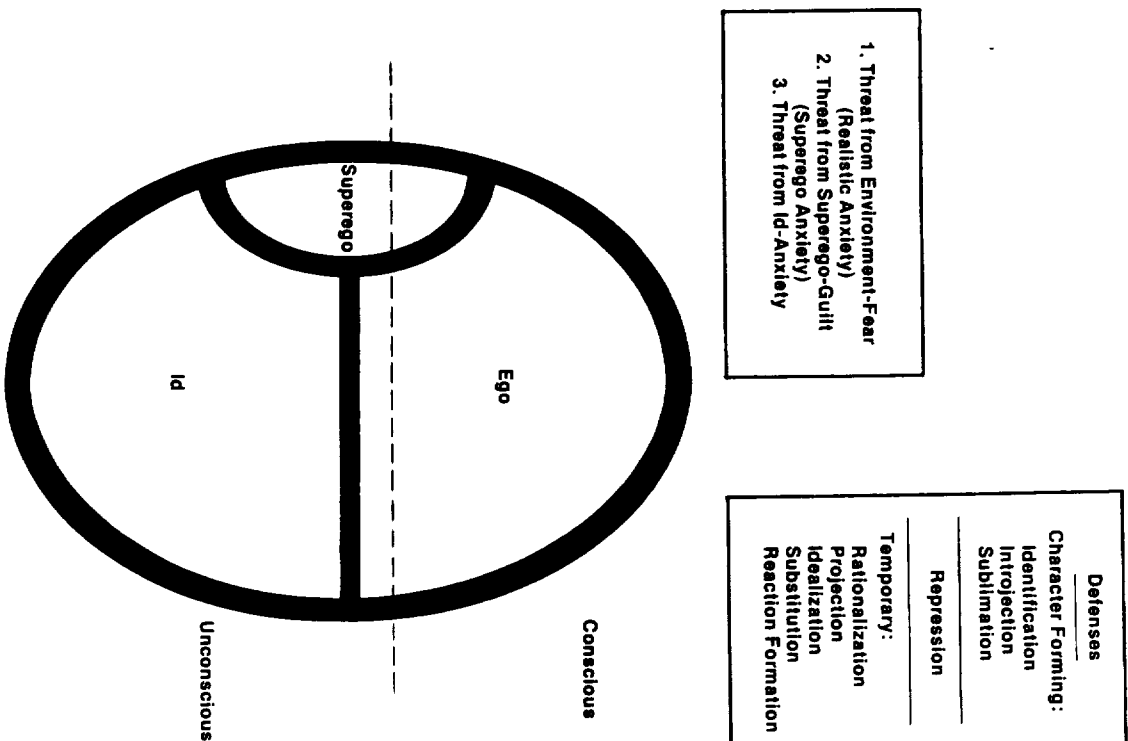 1. Threat from Environment-Fear
(Realistic Anxiety)
2. Threat from Superego-Guilt
(Superego Anxiety)
3. Threat from Id-Anxiety
Defenses
Character Forming:
Identification
Introjection
Sublimation
Repression
Temporary:
Rationalization
Projection
Idealization
Substitution
Reaction Formation
Superego
Ego
Conscious
Id
Unconscious